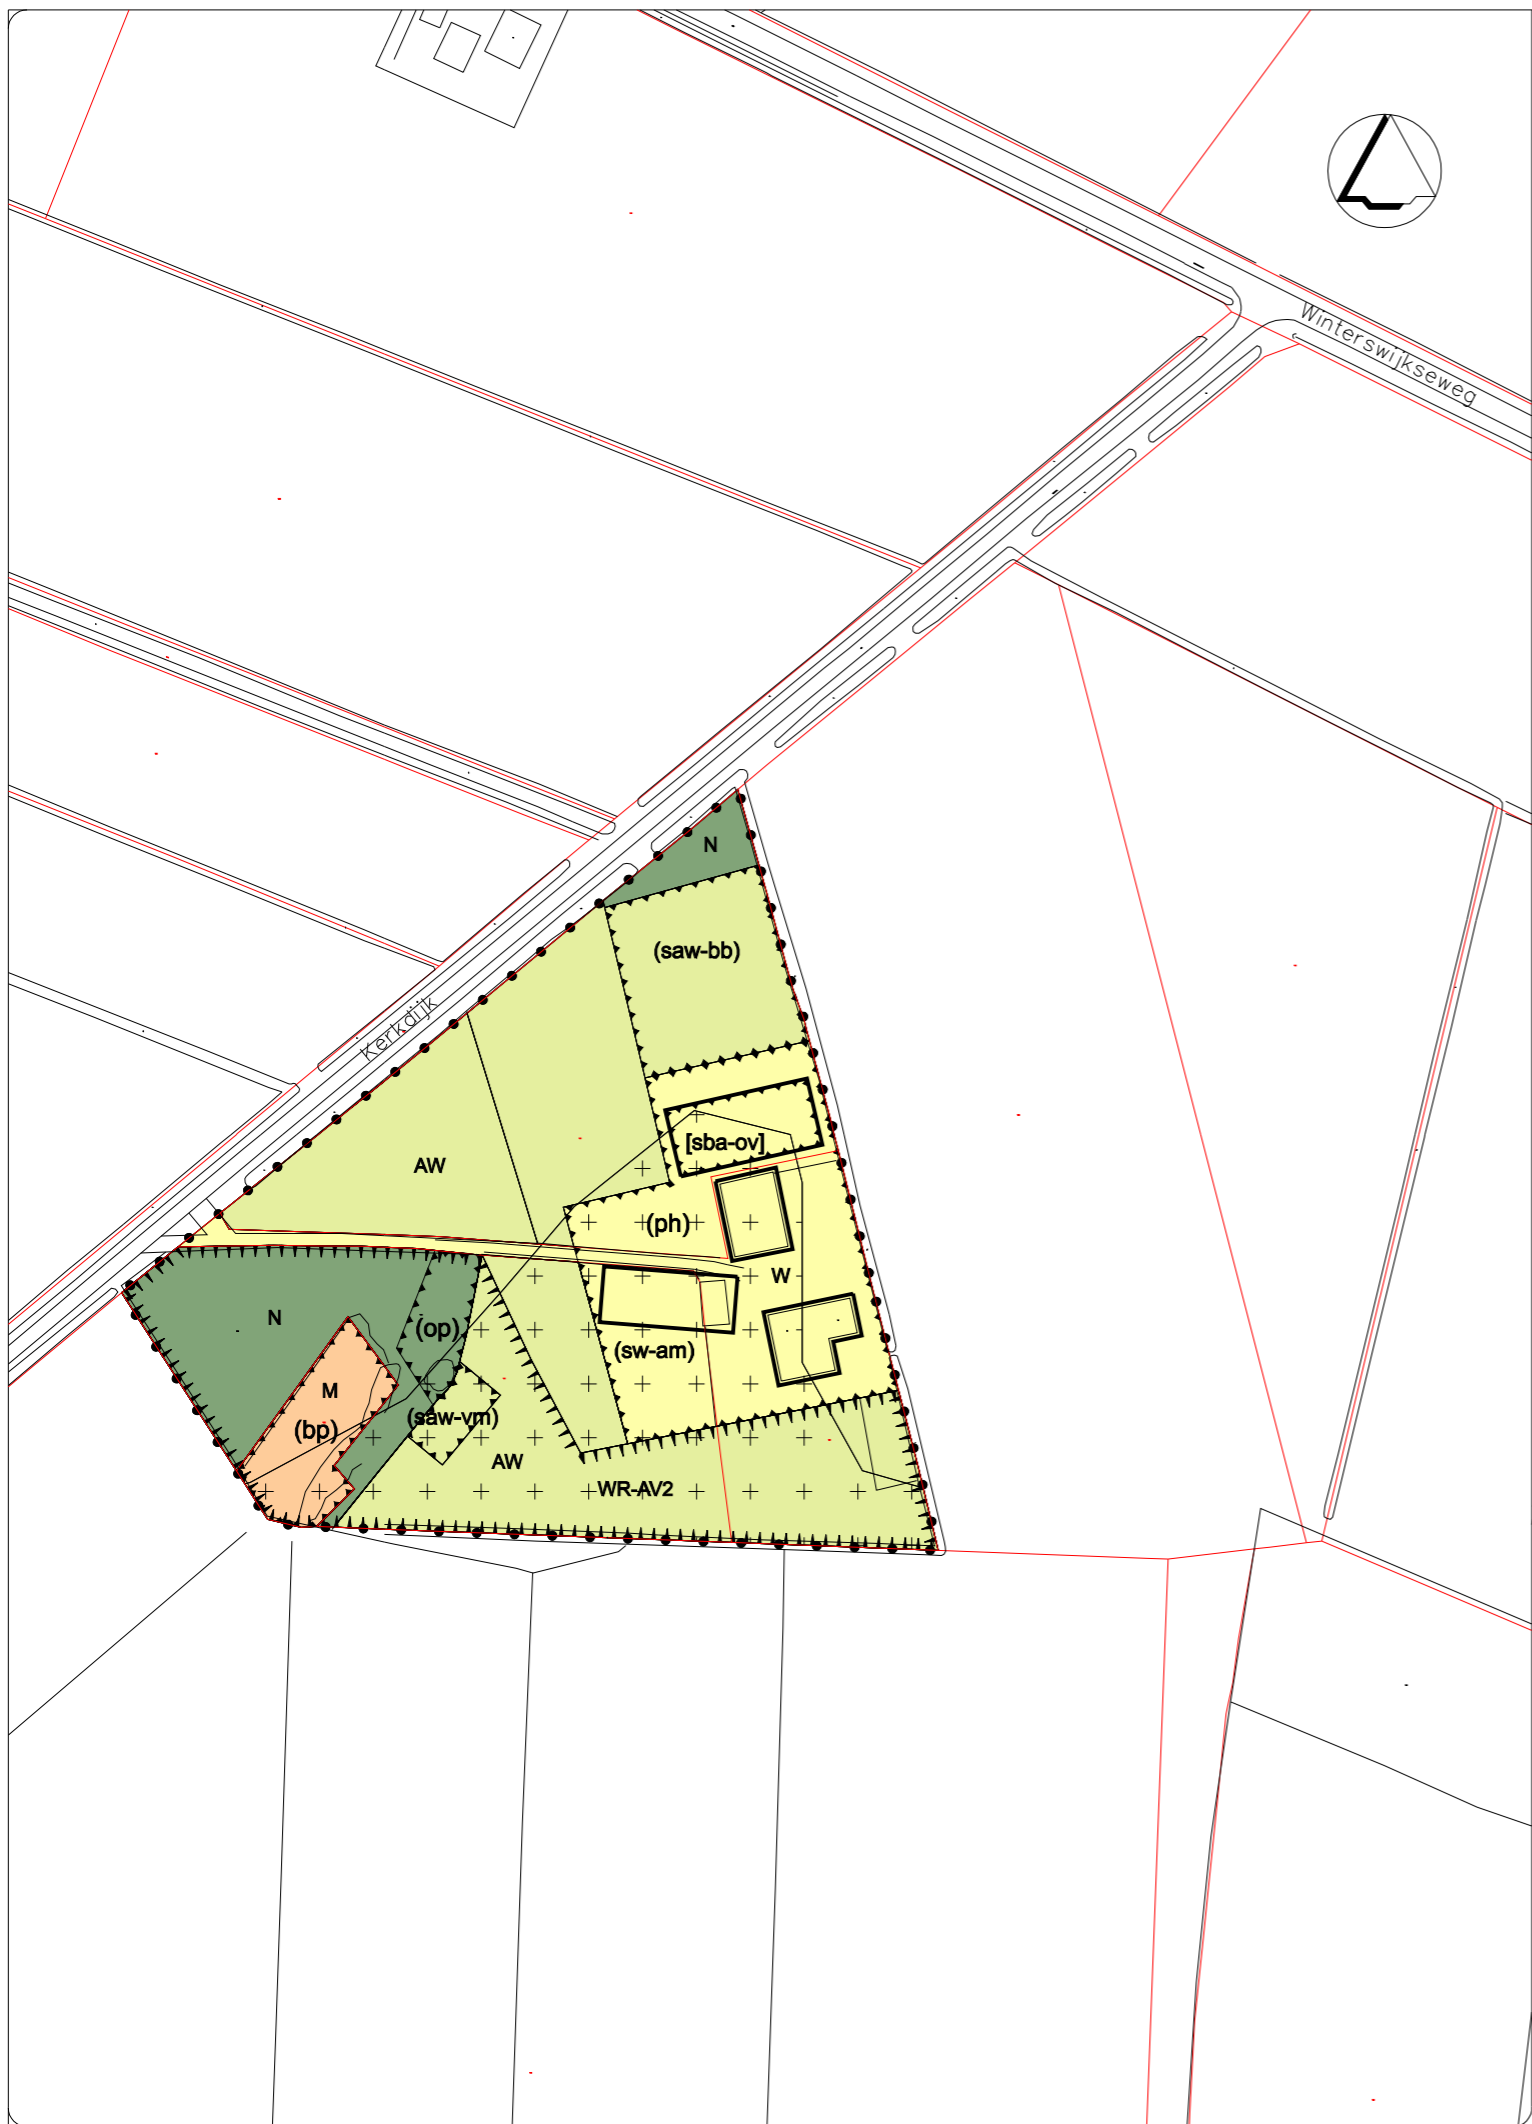 Winterswijkseweg
N
(saw-bb)
Kerkdijk
[sba-ov]
AW
(ph)
W
N
(op)
(sw-am)
M
(bp)
(saw-vm)
AW
WR-AV2